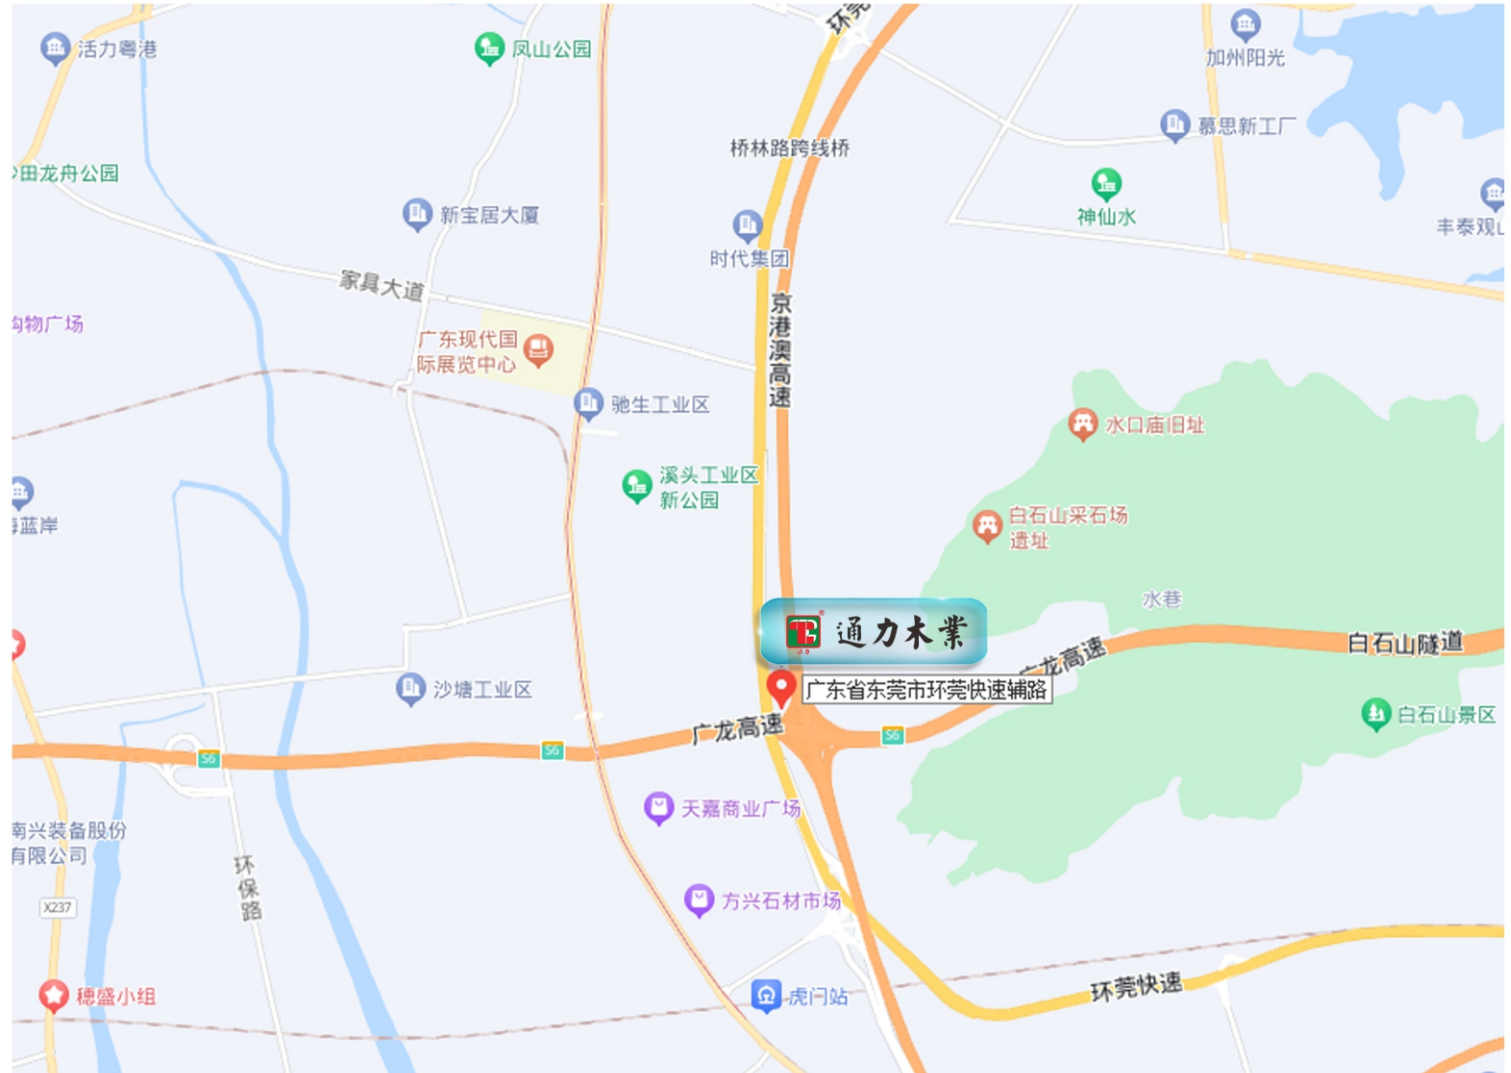 环莞
活力粤港
凤山公园
加州阳光
慕思新工厂
桥林路跨线桥
田龙舟公园
神仙水
新宝居大厦
丰泰观
时代集团
家具大道
京港澳高速
购物广场
广东现代国
际展览中心
驰生工业区
水口庙旧址
溪头工业区
新公园
蓝岸
白石山采石场
遗址
水巷
通力木業
®
白石山隧道
广龙高速
沙塘工业区
广东省东莞市环莞快速辅路
白石山景区
广龙高速
S6
S6
S6
天嘉商业广场
南兴装备股份
有限公司
环保路
方兴石材市场
X237
穗盛小组
虎门站
环莞快速